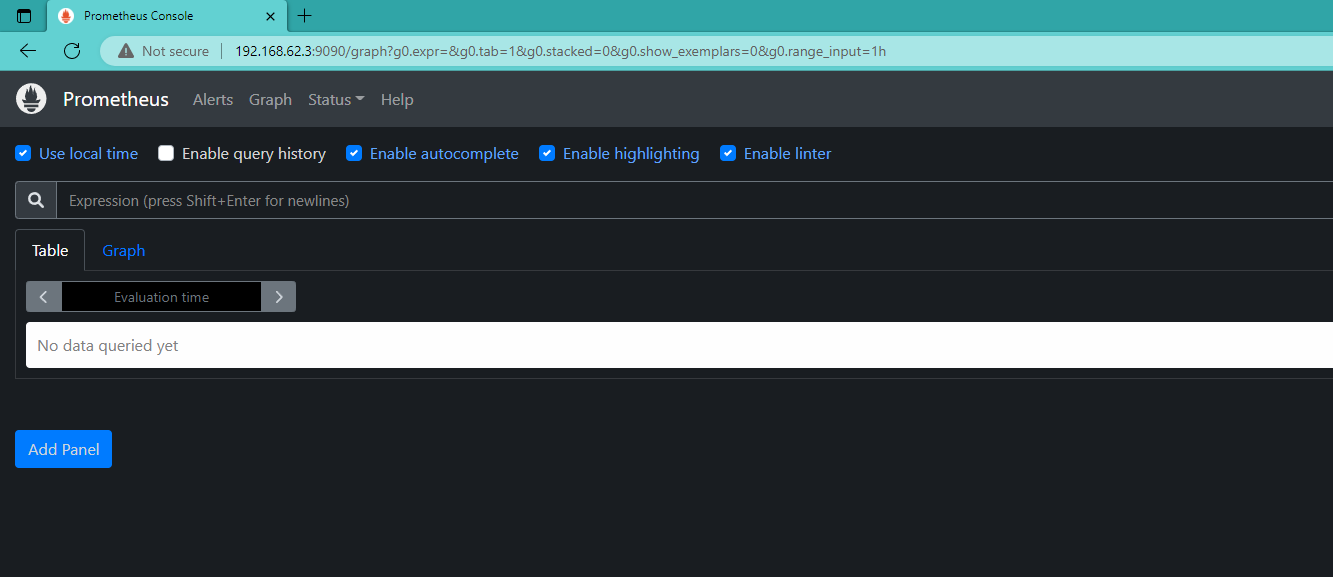 Prometheus Console
Not secure 192.168.62.3:9090/graph?g0.expr=&g0.tab=1&g0.stacked=0&g0.show_exemplars=0&g0.range_input=1h
Prometheus Alerts Graph Status Help
Use local time Enable query history Enable autocomplete Enable highlighting Enable linter
Expression (press Shift+Enter for newlines)
Table Graph
Evaluation time
No data queried yet
Add Panel